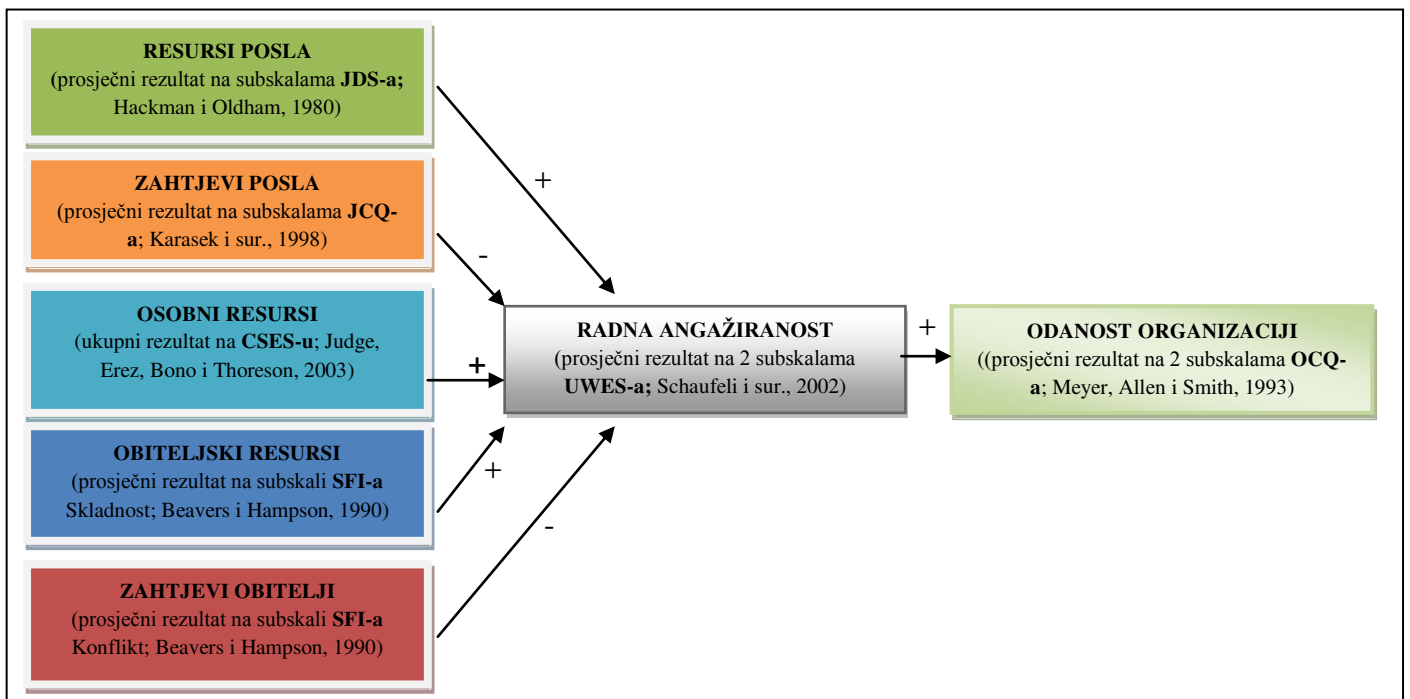 RESURSI POSLA
(prosječni rezultat na subskalama JDS-a;
Hackman i Oldham, 1980)
+
ZAHTJEVI POSLA
(prosječni rezultat na subskalama JCQ-
a; Karasek i sur., 1998)
-
OSOBNI RESURSI
(ukupni rezultat na CSES-u; Judge,
Erez, Bono i Thoreson, 2003)
+
OBITELJSKI RESURSI
(prosječni rezultat na subskali SFI-a
Skladnost; Beavers i Hampson, 1990)
+
ZAHTJEVI OBITELJI
(prosječni rezultat na subskali SFI-a
Konflikt; Beavers i Hampson, 1990)
-
RADNA ANGAŽIRANOST
(prosječni rezultat na 2 subskalama
UWES-a; Schaufeli i sur., 2002)
+
ODANOST ORGANIZACIJI
((prosječni rezultat na 2 subskalama OCQ-
a; Meyer, Allen i Smith, 1993)